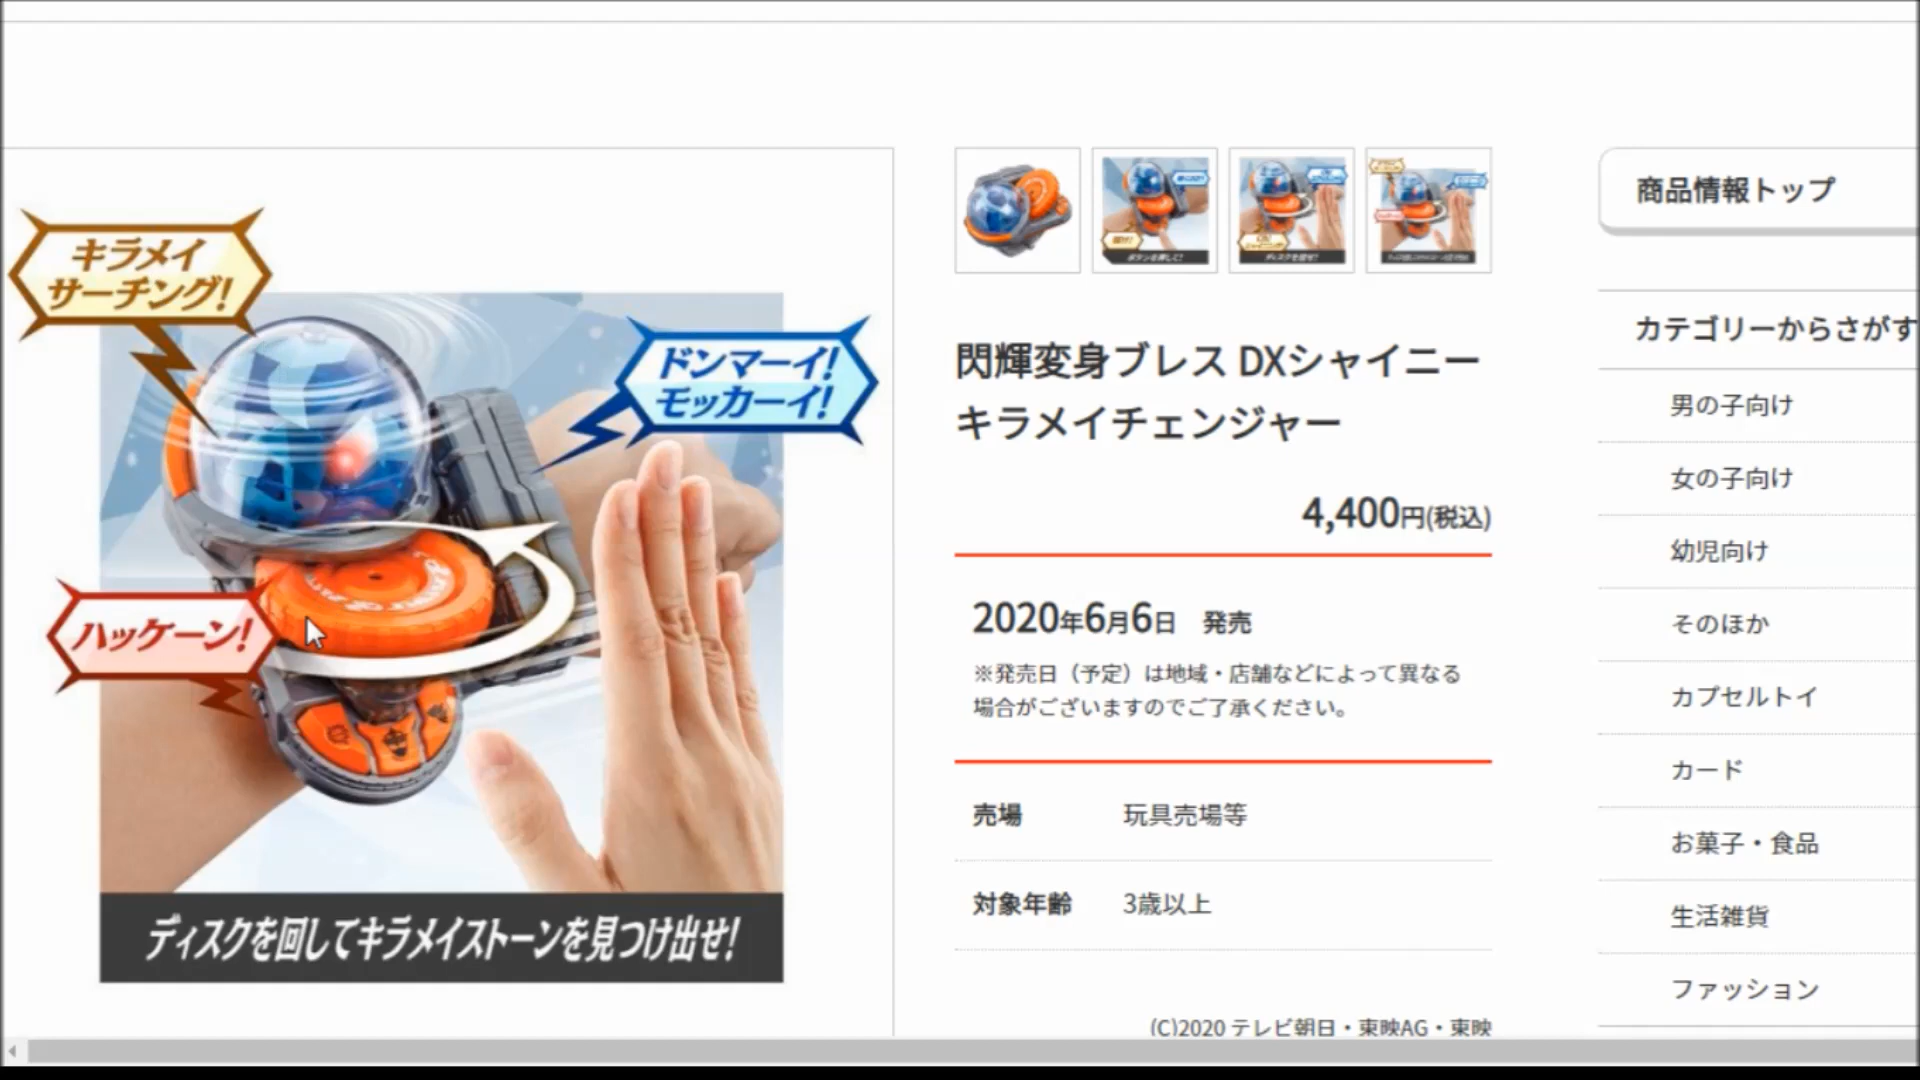 キラメイ
サーチング!
ドンマーイ!
モッカーイ!
ハッケーン!
ディスクを回してキラメイストーンを見つけ出せ!
閃輝変身ブレス DXシャイニー
キラメイチェンジャー
4,400円(税込)
2020年6月6日 発売
※発売日(予定)は地域・店舗などによって異なる
場合がございますのでご了承ください。
売場 玩具売場等
対象年齢 3歳以上
(C)2020 テレビ朝日・東映AG・東映
商品情報トップ
カテゴリーからさがす
男の子向け
女の子向け
幼児向け
そのほか
カプセルトイ
カード
お菓子・食品
生活雑貨
ファッション